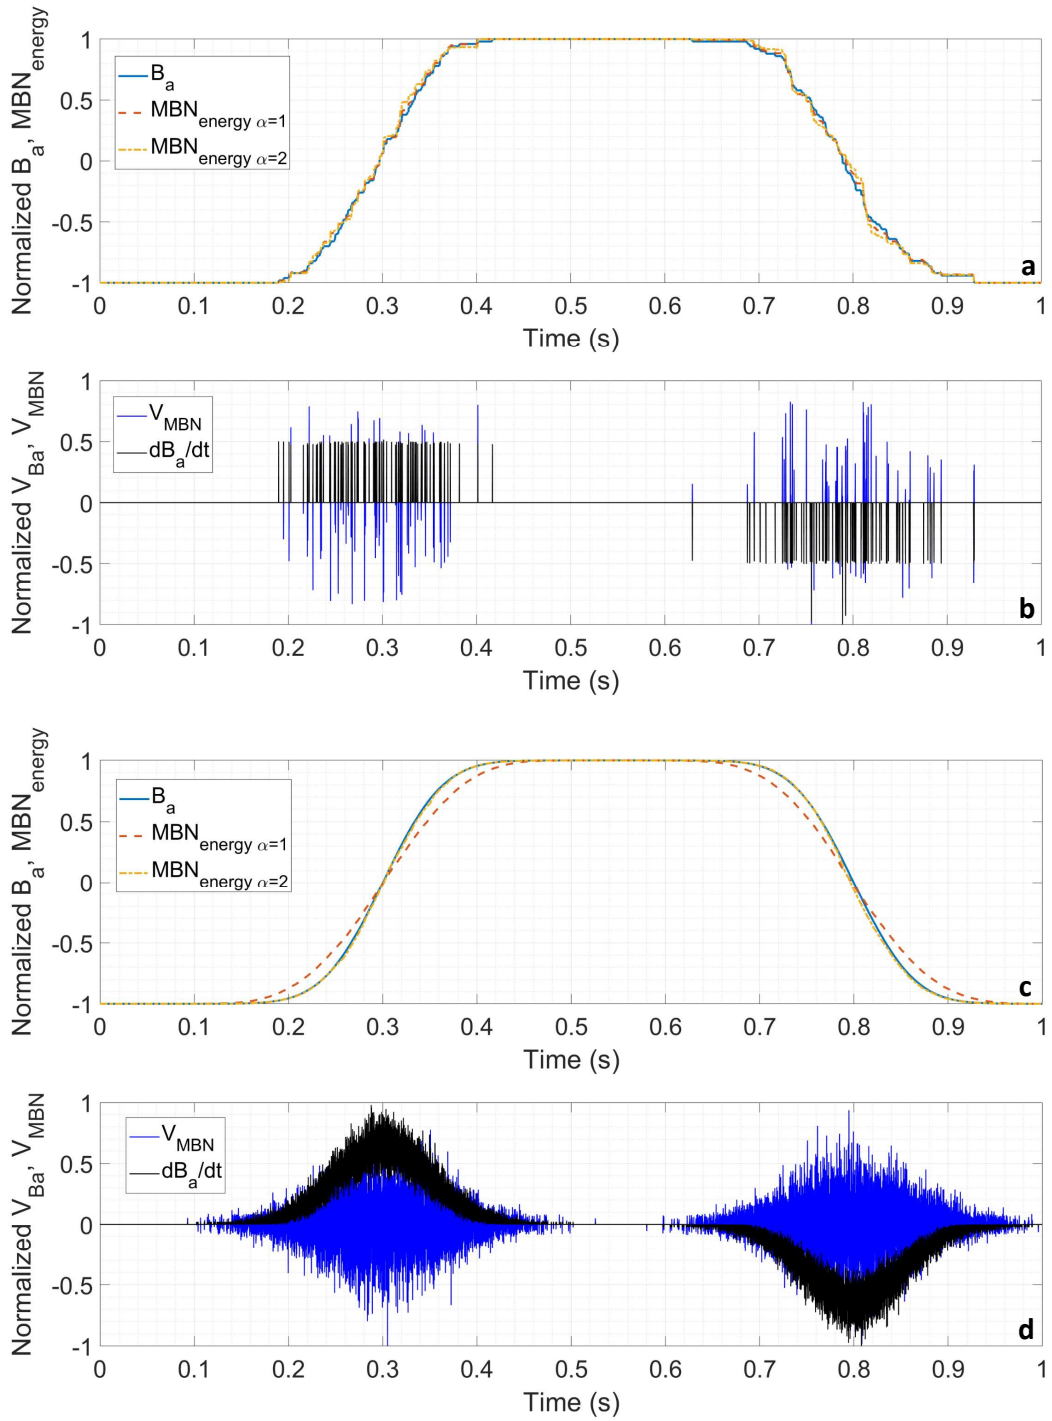 Normalized B_a, MBN_energy
1
0.5
0
-0.5
-1
B_a
MBN_energy α=1
MBN_energy α=2
a
0 0.1 0.2 0.3 0.4 0.5 0.6 0.7 0.8 0.9 1
Time (s)
Normalized V_Ba, V_MBN
1
0.5
0
-0.5
-1
V_MBN
dB_a/dt
b
0 0.1 0.2 0.3 0.4 0.5 0.6 0.7 0.8 0.9 1
Time (s)
Normalized B_a, MBN_energy
1
0.5
0
-0.5
-1
B_a
MBN_energy α=1
MBN_energy α=2
c
0 0.1 0.2 0.3 0.4 0.5 0.6 0.7 0.8 0.9 1
Time (s)
Normalized V_Ba, V_MBN
1
0.5
0
-0.5
-1
V_MBN
dB_a/dt
d
0 0.1 0.2 0.3 0.4 0.5 0.6 0.7 0.8 0.9 1
Time (s)